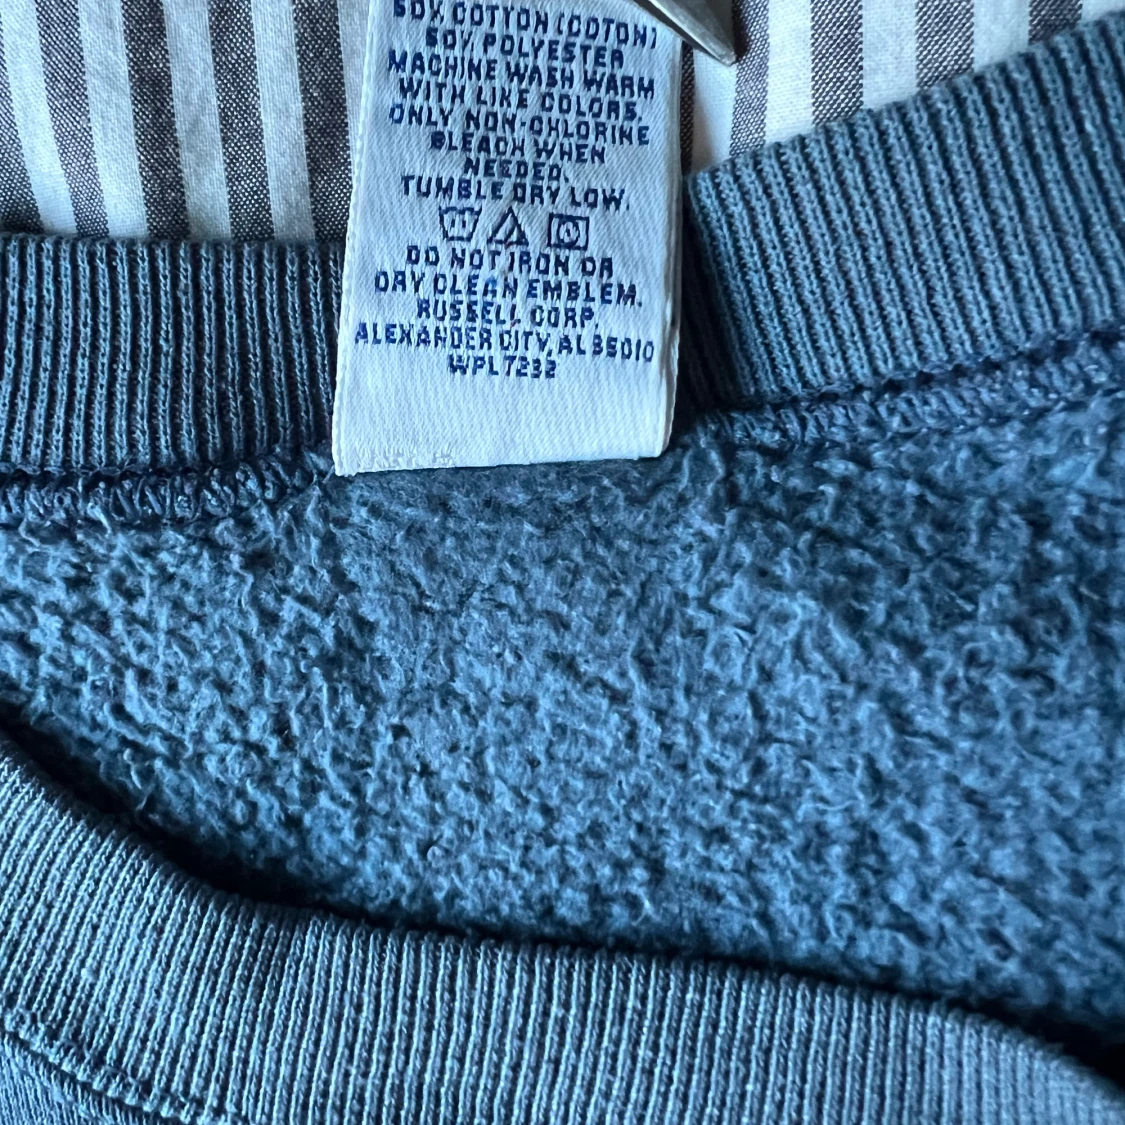 50% COTTON (COTON)
50% POLYESTER
MACHINE WASH WARM
WITH LIKE COLORS.
ONLY NON-CHLORINE
BLEACH WHEN
NEEDED.
TUMBLE DRY LOW.
DO NOT IRON OR
DRY CLEAN EMBLEM.
RUSSELL CORP.
ALEXANDER CITY, AL 35010
WPL 7232